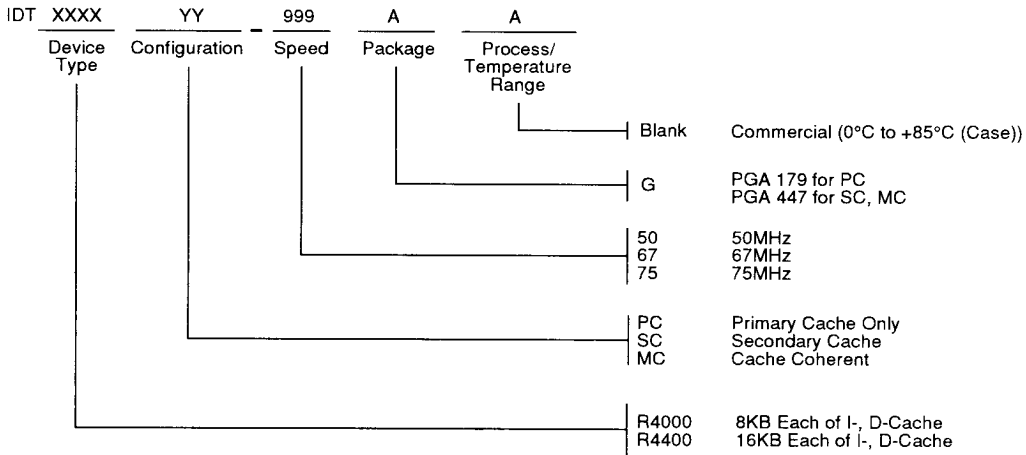 IDT XXXX YY - 999 A A
Device Type Configuration Speed Package Process/ Temperature Range
Blank Commercial (0°C to +85°C (Case))
G PGA 179 for PC
PGA 447 for SC, MC
50 50MHz
67 67MHz
75 75MHz
PC Primary Cache Only
SC Secondary Cache
MC Cache Coherent
R4000 8KB Each of I-, D-Cache
R4400 16KB Each of I-, D-Cache